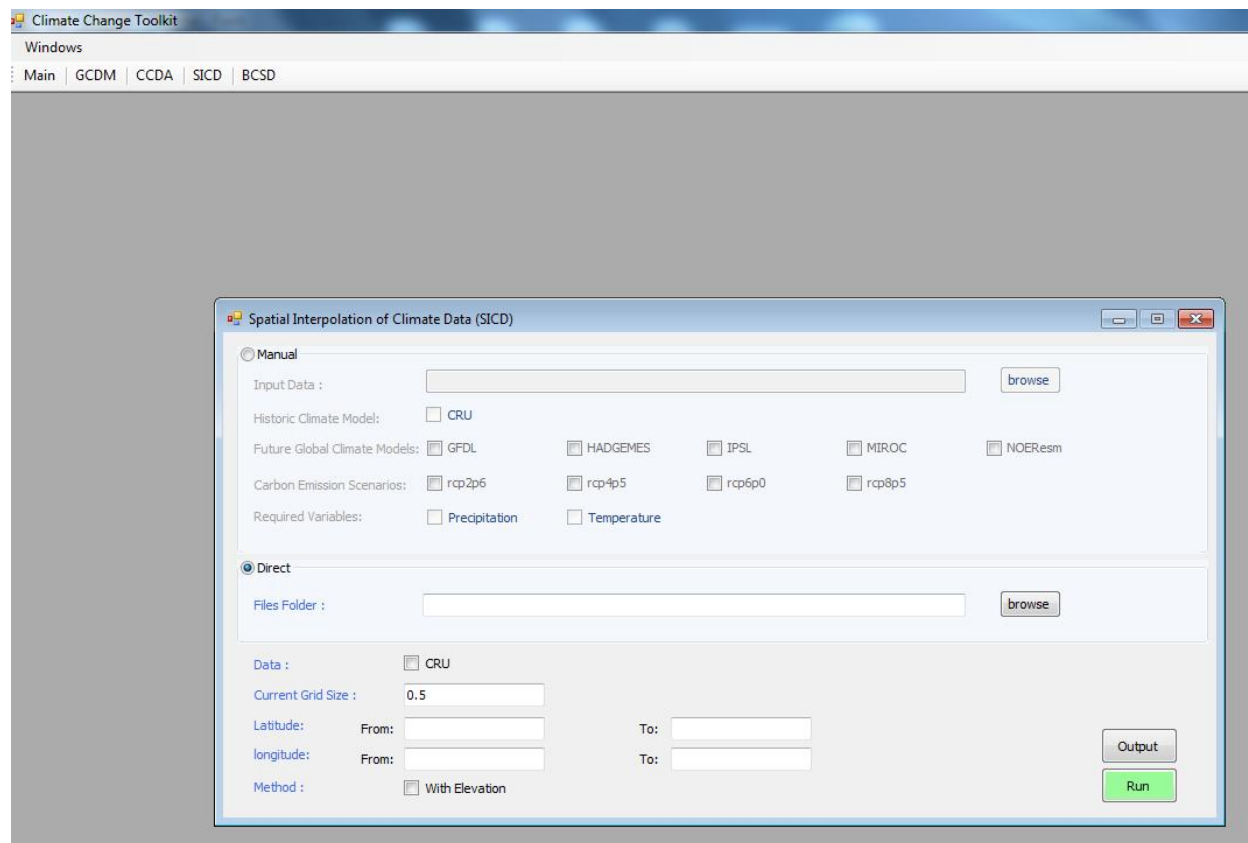 Climate Change Toolkit
Windows
Main GCDM CCDA SICD BCSD
Spatial Interpolation of Climate Data (SICD)
Manual
Input Data : browse
Historic Climate Model: CRU
Future Global Climate Models: GFDL HADGEMES IPSL MIROC NOEResm
Carbon Emission Scenarios: rcp2p6 rcp4p5 rcp6p0 rcp8p5
Required Variables: Precipitation Temperature
Direct
Files Folder : browse
Data : CRU
Current Grid Size : 0.5
Latitude: From: To:
longitude: From: To:
Output
Method : With Elevation Run